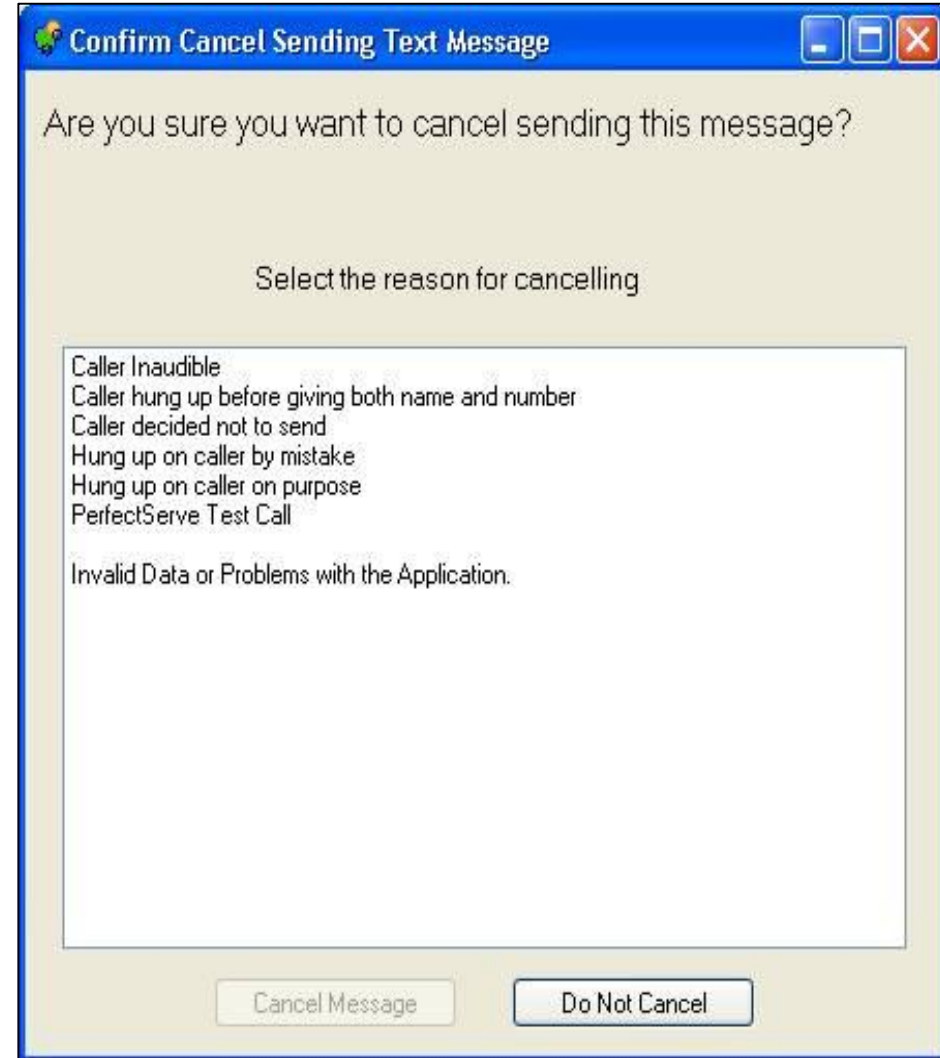 Confirm Cancel Sending Text Message
Are you sure you want to cancel sending this message?
Select the reason for cancelling
Caller Inaudible
Caller hung up before giving both name and number
Caller decided not to send
Hung up on caller by mistake
Hung up on caller on purpose
PerfectServe Test Call
Invalid Data or Problems with the Application.
Cancel Message
Do Not Cancel